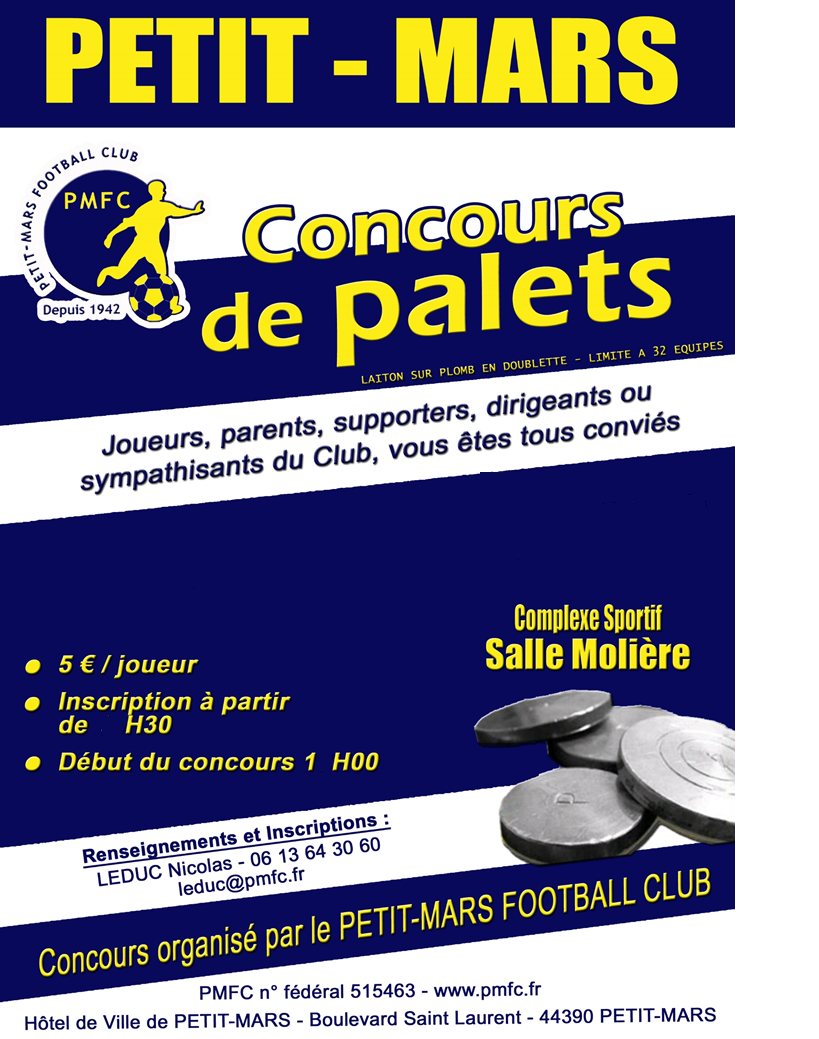 PETIT - MARS
PETIT-MARS FOOTBALL CLUB
PMFC
Depuis 1942
Concours
de palets
LAITON SUR PLOMB EN DOUBLETTE - LIMITE A 32 EQUIPES
Joueurs, parents, supporters, dirigeants ou
sympathisants du Club, vous êtes tous conviés
Complexe Sportif
Salle Molière
5 € / joueur
Inscription à partir
de H30
Début du concours 1 H00
Renseignements et Inscriptions :
LEDUC Nicolas - 06 13 64 30 60
leduc@pmfc.fr
Concours organisé par le PETIT-MARS FOOTBALL CLUB
PMFC n° fédéral 515463 - www.pmfc.fr
Hôtel de Ville de PETIT-MARS - Boulevard Saint Laurent - 44390 PETIT-MARS